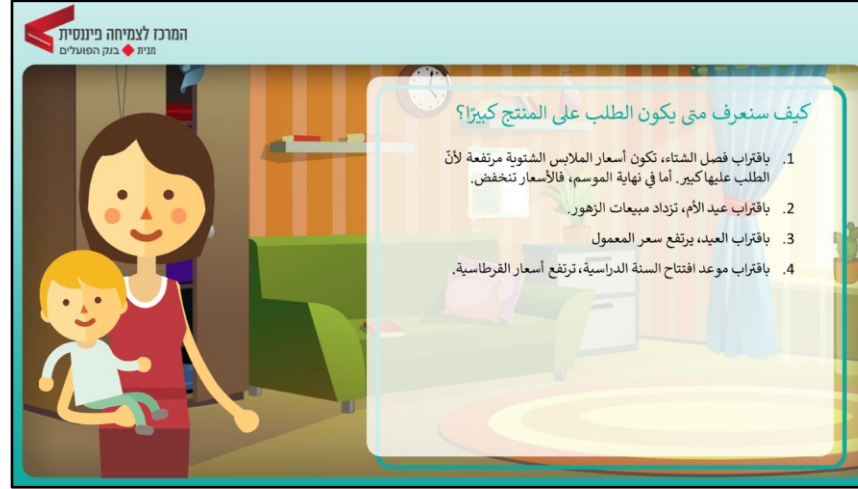 המרכז לצמיחה פיננסית
מבית בנק הפועלים
كيف سنعرف متى يكون الطلب على المنتج كبيرًا؟
1. باقتراب فصل الشتاء، تكون أسعار الملابس الشتوية مرتفعة لأنّ
الطلب عليها كبير. أما في نهاية الموسم، فالأسعار تنخفض.
2. باقتراب عيد الأم، تزداد مبيعات الزهور.
3. باقتراب العيد، يرتفع سعر المعمول
4. باقتراب موعد افتتاح السنة الدراسية، ترتفع أسعار القرطاسية.